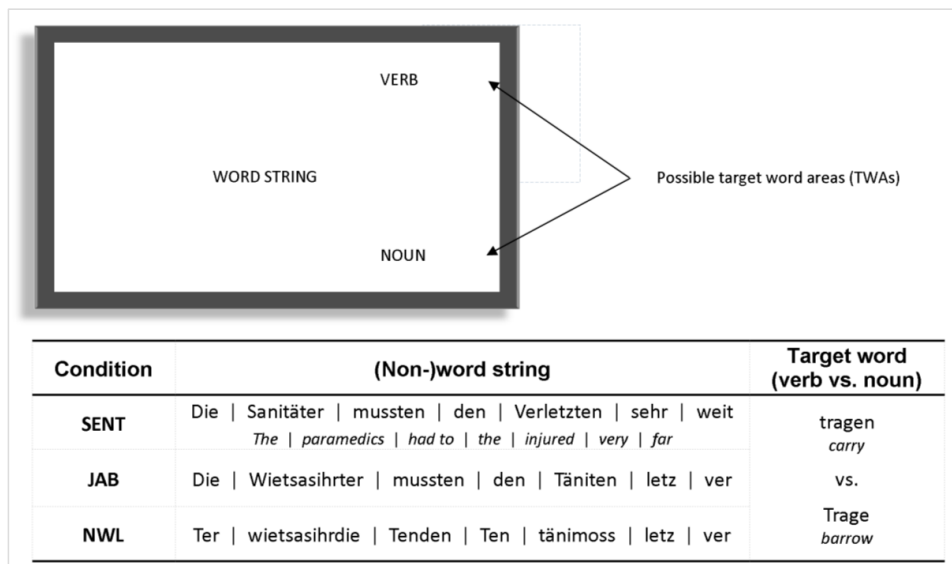 VERB
WORD STRING
Possible target word areas (TWAs)
NOUN
Condition
(Non-)word string
Target word
(verb vs. noun)
SENT
Die | Sanitäter | mussten | den | Verletzten | sehr | weit
The | paramedics | had to | the | injured | very | far
tragen
carry
JAB
Die | Wietsasihrter | mussten | den | Täniten | letz | ver
vs.
NWL
Ter | wietsasihrdie | Tenden | Ten | tänimoss | letz | ver
Trage
barrow